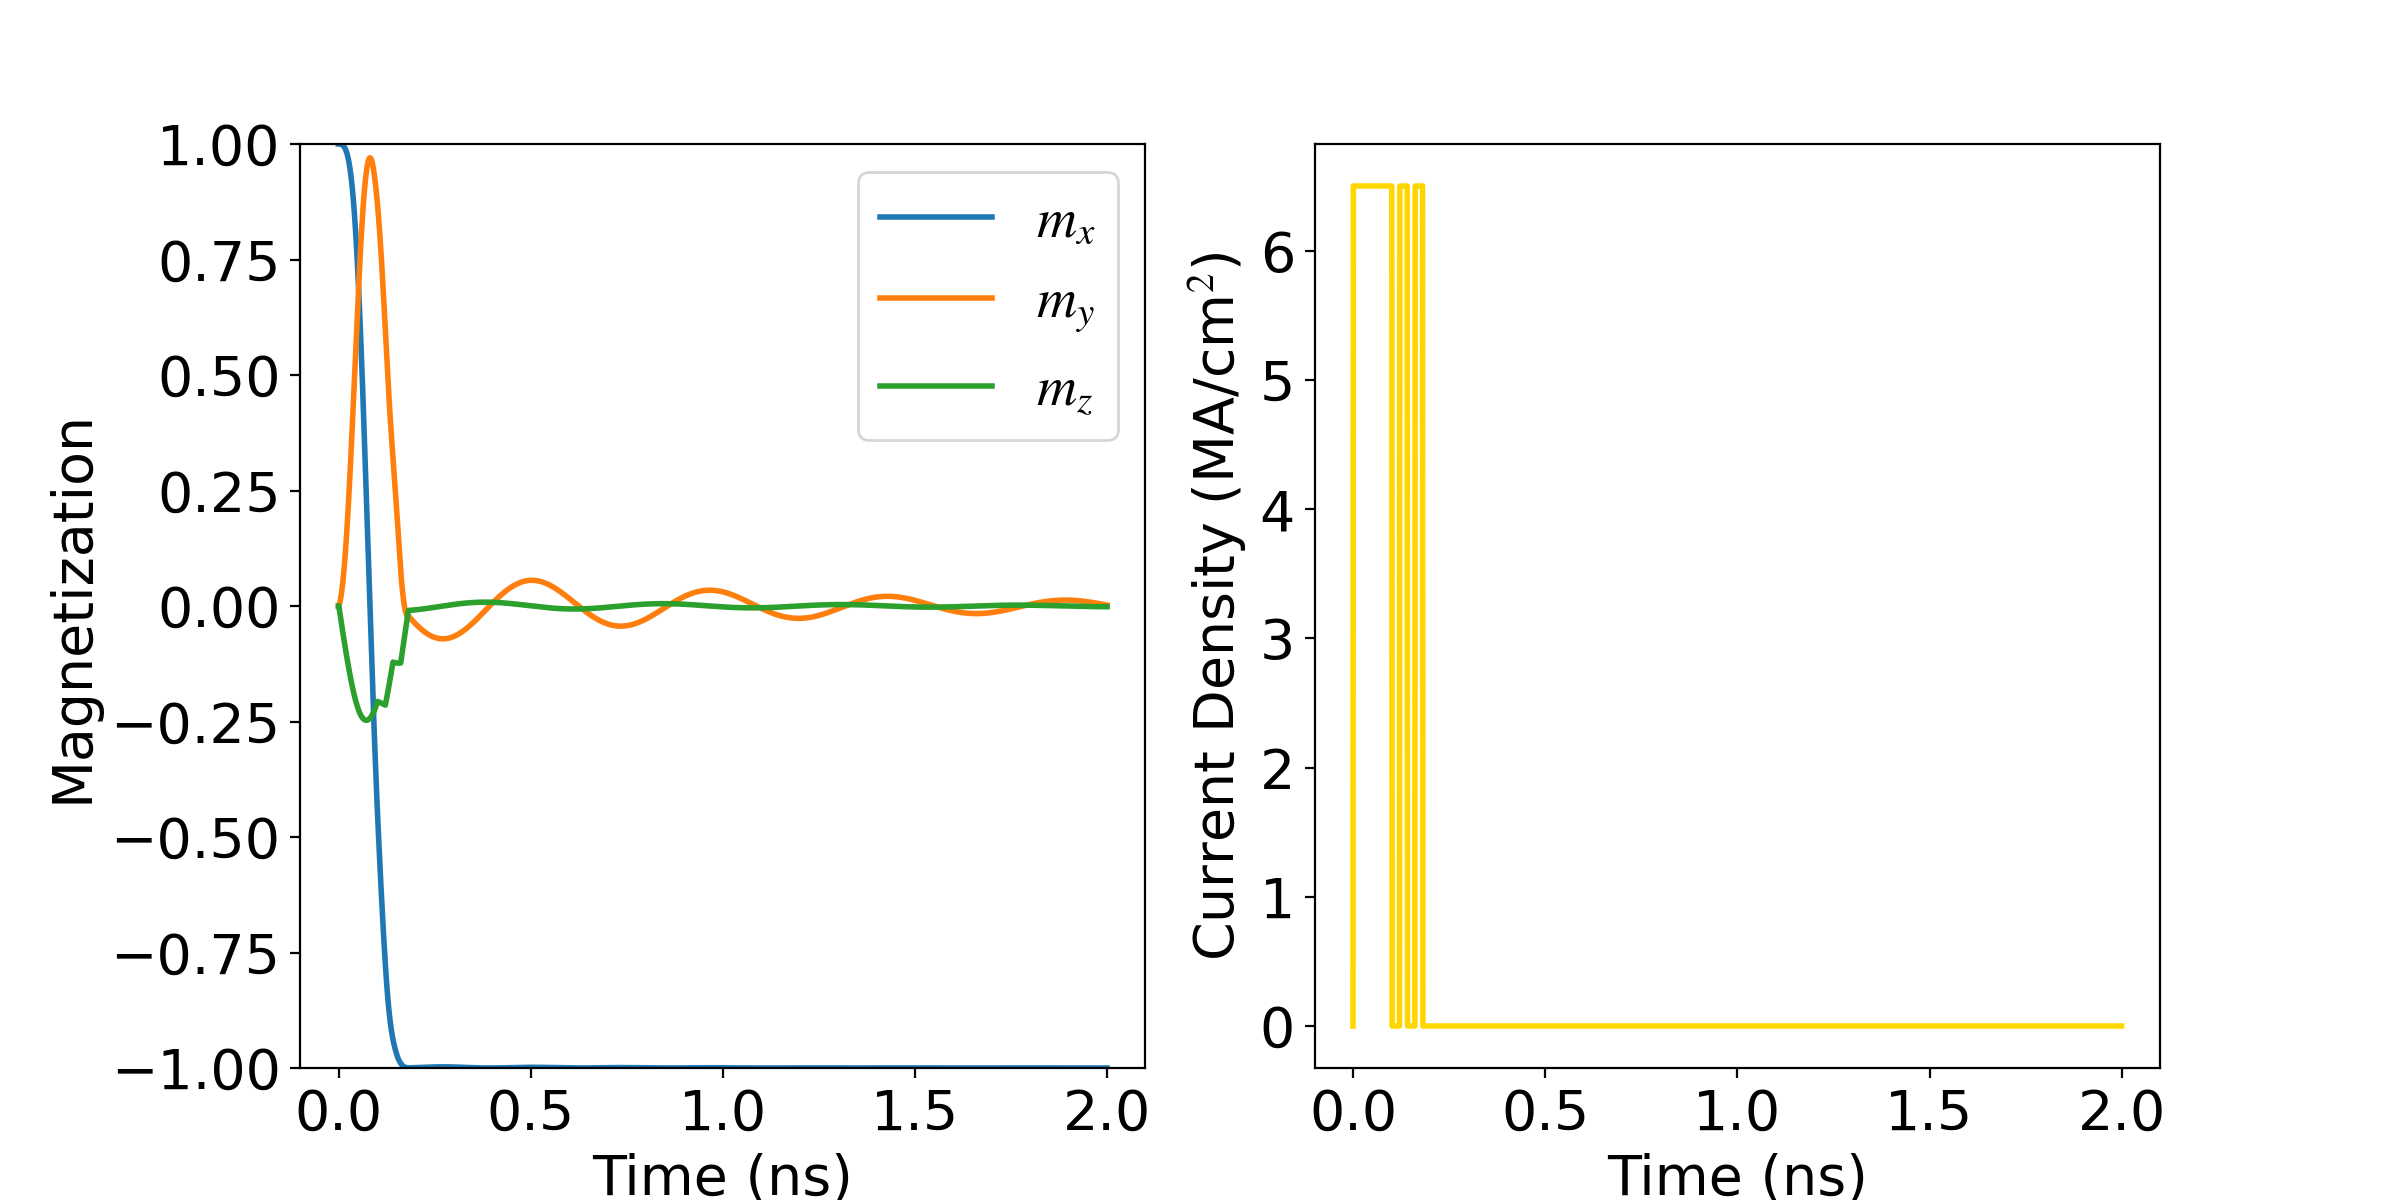 Magnetization
1.00
0.75
0.50
0.25
0.00
−0.25
−0.50
−0.75
−1.00
0.0 0.5 1.0 1.5 2.0
Time (ns)
m_x
m_y
m_z
Current Density (MA/cm²)
6
5
4
3
2
1
0
0.0 0.5 1.0 1.5 2.0
Time (ns)